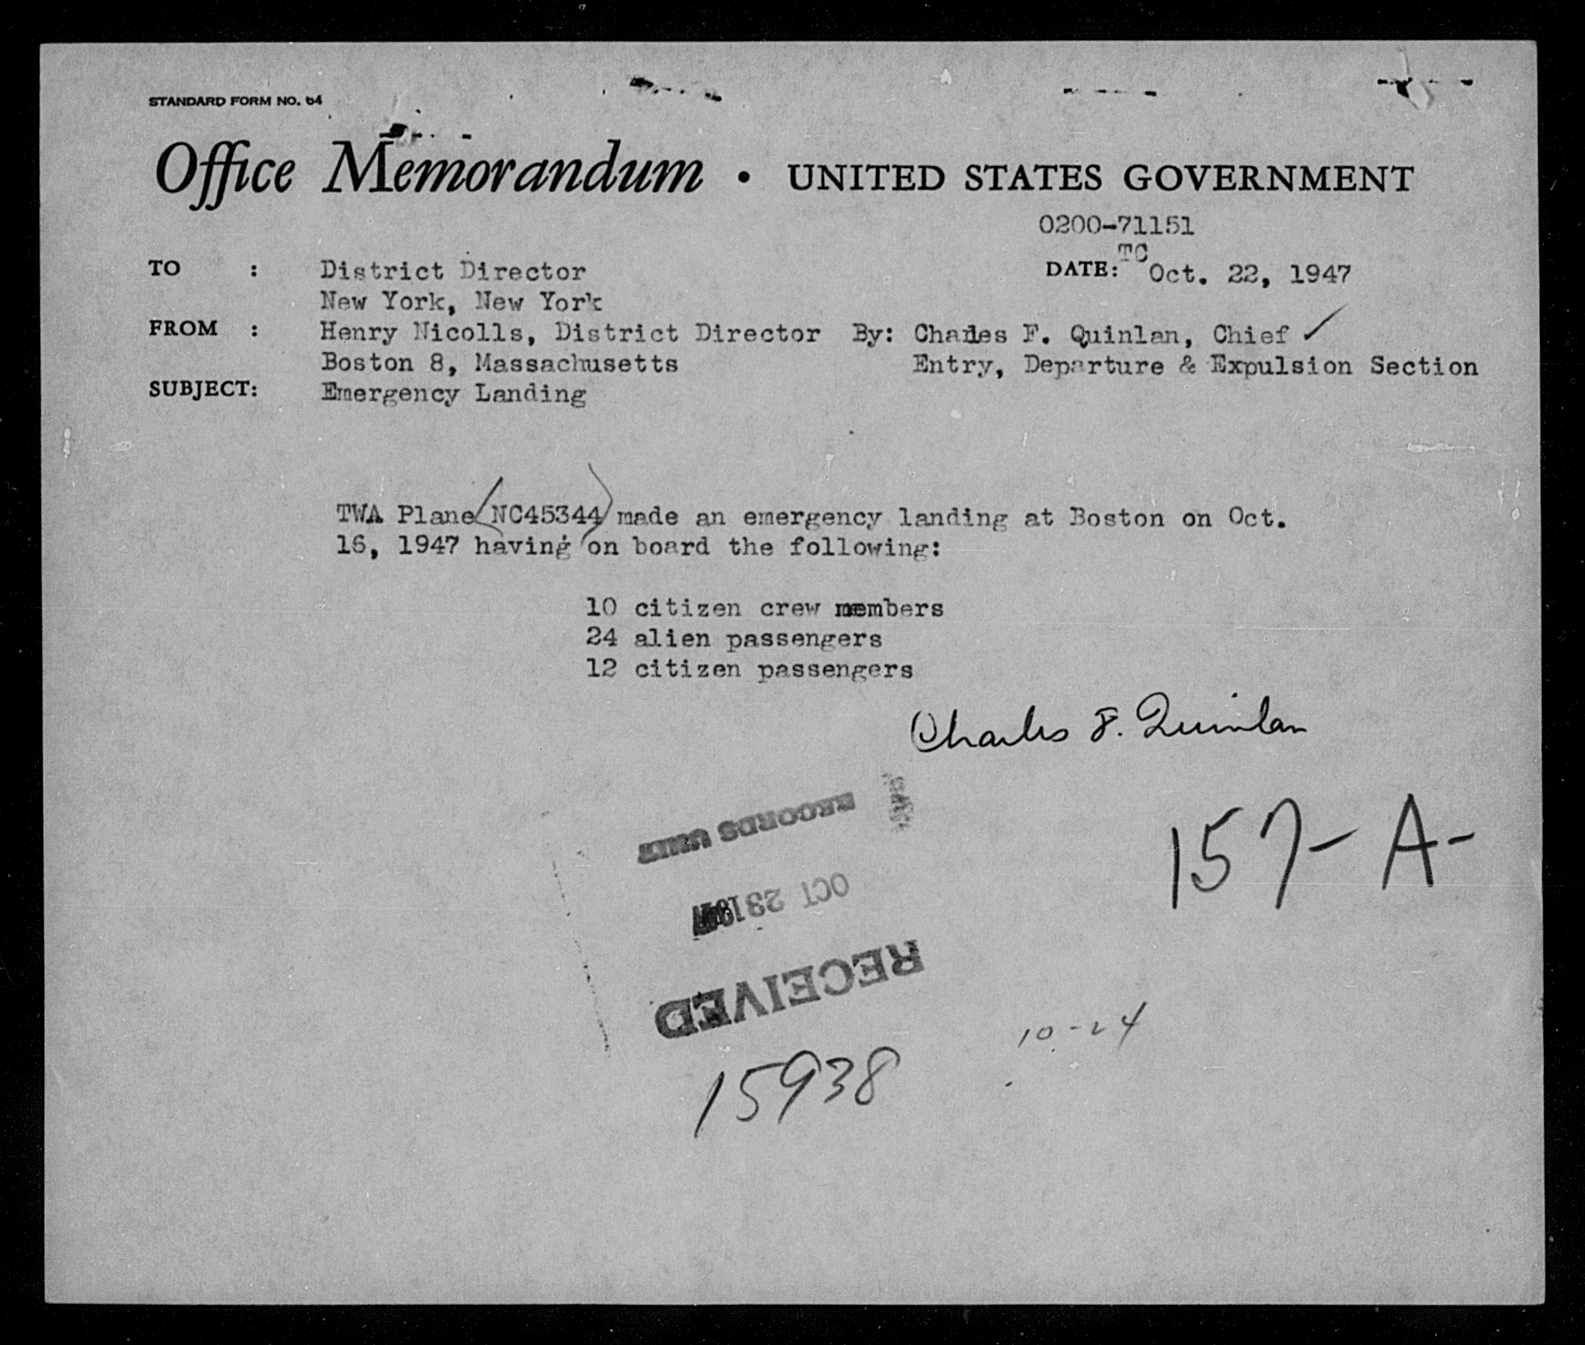 STANDARD FORM NO. 64
Office Memorandum • UNITED STATES GOVERNMENT
0200-71151
TC
TO : District Director DATE: Oct. 22, 1947
New York, New York
FROM : Henry Nicolls, District Director By: Charles F. Quinlan, Chief ✓
Boston 8, Massachusetts Entry, Departure & Expulsion Section
SUBJECT: Emergency Landing
TWA Plane (NC45344) made an emergency landing at Boston on Oct.
16, 1947 having on board the following:
10 citizen crew members
24 alien passengers
12 citizen passengers
Charles F. Quinlan
RECORDS UNIT
157-A-
OCT 23 1947
RECEIVED
10-24
15938